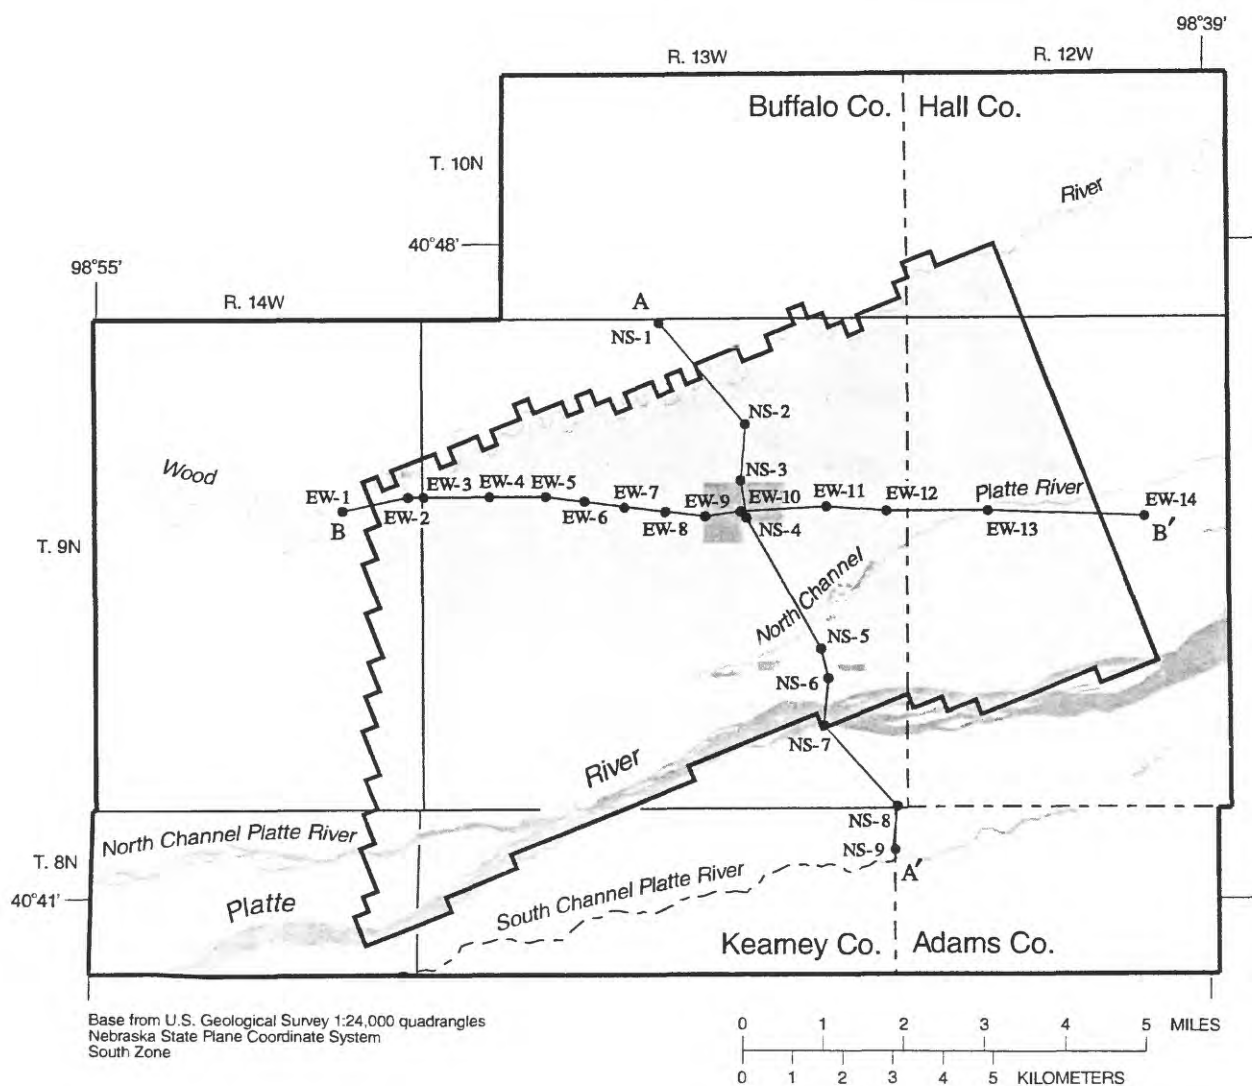 98°39'
R. 13W
R. 12W
Buffalo Co.
Hall Co.
T. 10N
River
40°48'
98°55'
R. 14W
A
NS-1
NS-2
Wood
NS-3
EW-1
EW-3
EW-4
EW-5
EW-7
EW-9
EW-10
EW-11
EW-12
Platte River
EW-14
B
EW-2
EW-6
EW-8
NS-4
EW-13
B'
T. 9N
North Channel
NS-5
NS-6
NS-7
River
NS-8
North Channel Platte River
NS-9
T. 8N
A'
40°41'
Platte
South Channel Platte River
Kearney Co.
Adams Co.
Base from U.S. Geological Survey 1:24,000 quadrangles
Nebraska State Plane Coordinate System
South Zone
0 1 2 3 4 5 MILES
0 1 2 3 4 5 KILOMETERS